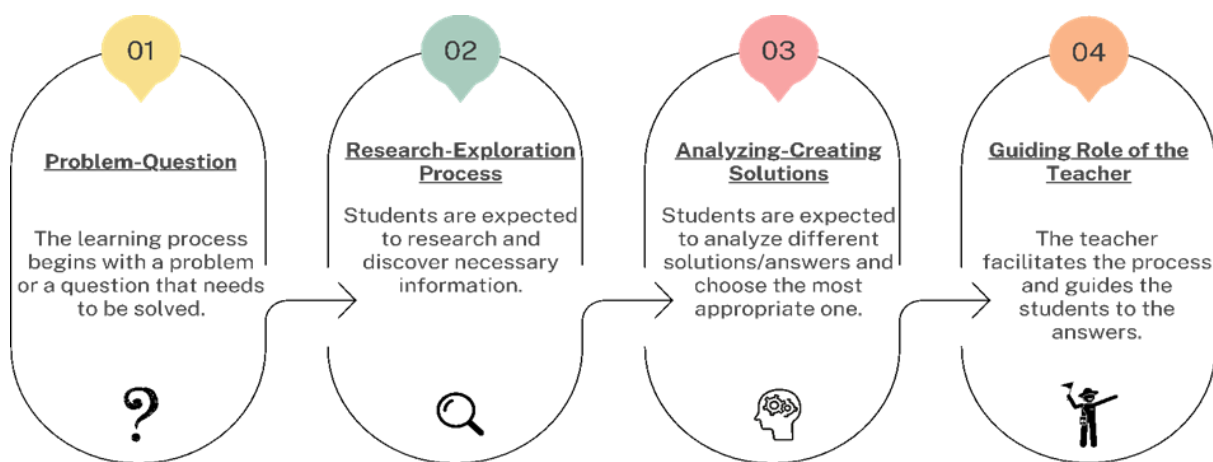 01
Problem-Question
The learning process
begins with a problem
or a question that needs
to be solved.
02
Research-Exploration
Process
Students are expected
to research and
discover necessary
information.
03
Analyzing-Creating
Solutions
Students are expected
to analyze different
solutions/answers and
choose the most
appropriate one.
04
Guiding Role of the
Teacher
The teacher
facilitates the process
and guides the
students to the
answers.